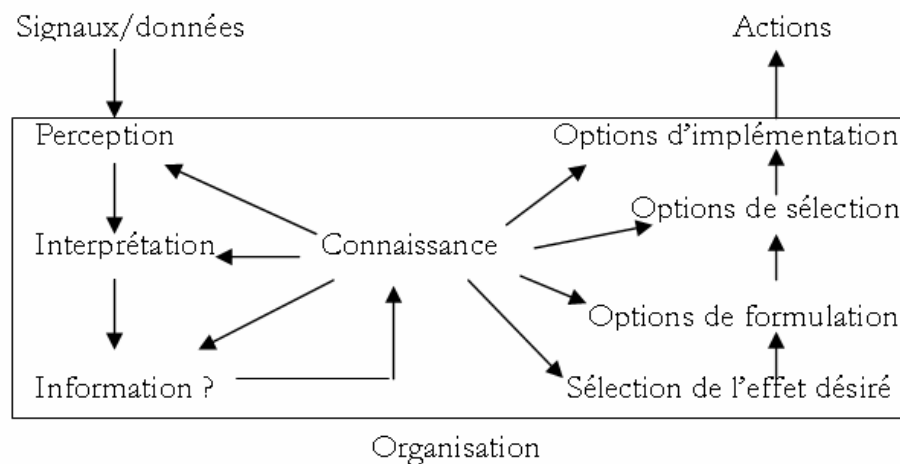 Signaux/données
Actions
Perception
Options d'implémentation
Options de sélection
Interprétation
Connaissance
Options de formulation
Information ?
Sélection de l'effet désiré
Organisation